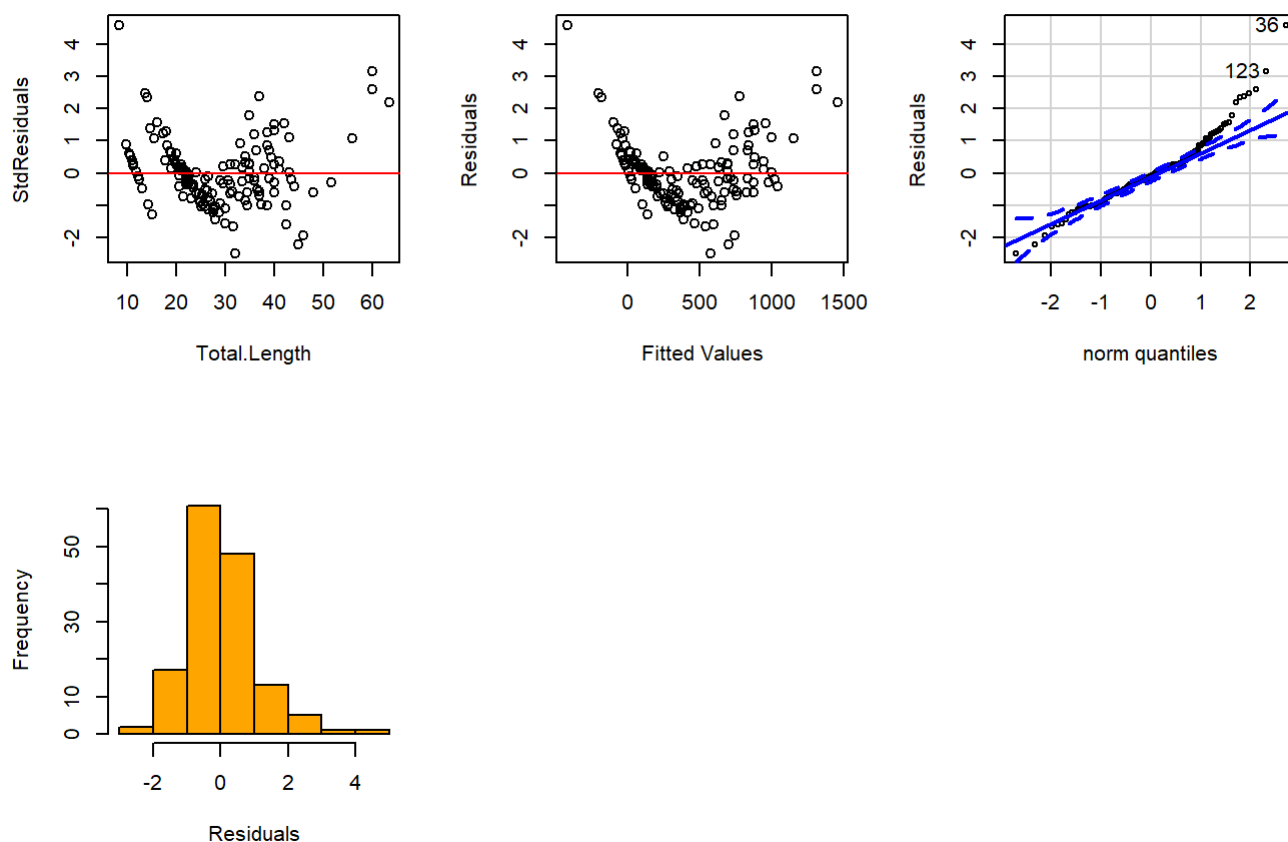 StdResiduals
4
3
2
1
0
-2
10 20 30 40 50 60
Total.Length
Residuals
4
3
2
1
0
-2
0 500 1000 1500
Fitted Values
Residuals
4
3
2
1
0
-2
36
123
-2 -1 0 1 2
norm quantiles
Frequency
50
30
10
0
-2 0 2 4
Residuals